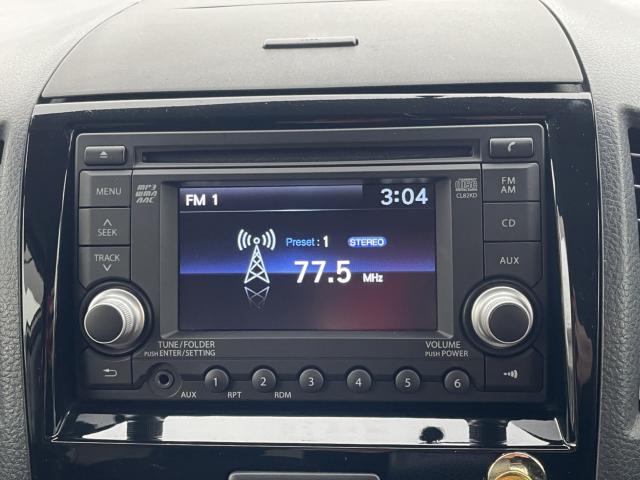 MENU
MP3
WMA
AAC
FM 1
3:04
CL82KD
FM
AM
SEEK
Preset : 1
STEREO
CD
TRACK
77.5 MHz
AUX
TUNE/FOLDER
PUSH ENTER/SETTING
VOLUME
PUSH POWER
1 2 3 4 5 6
AUX RPT RDM